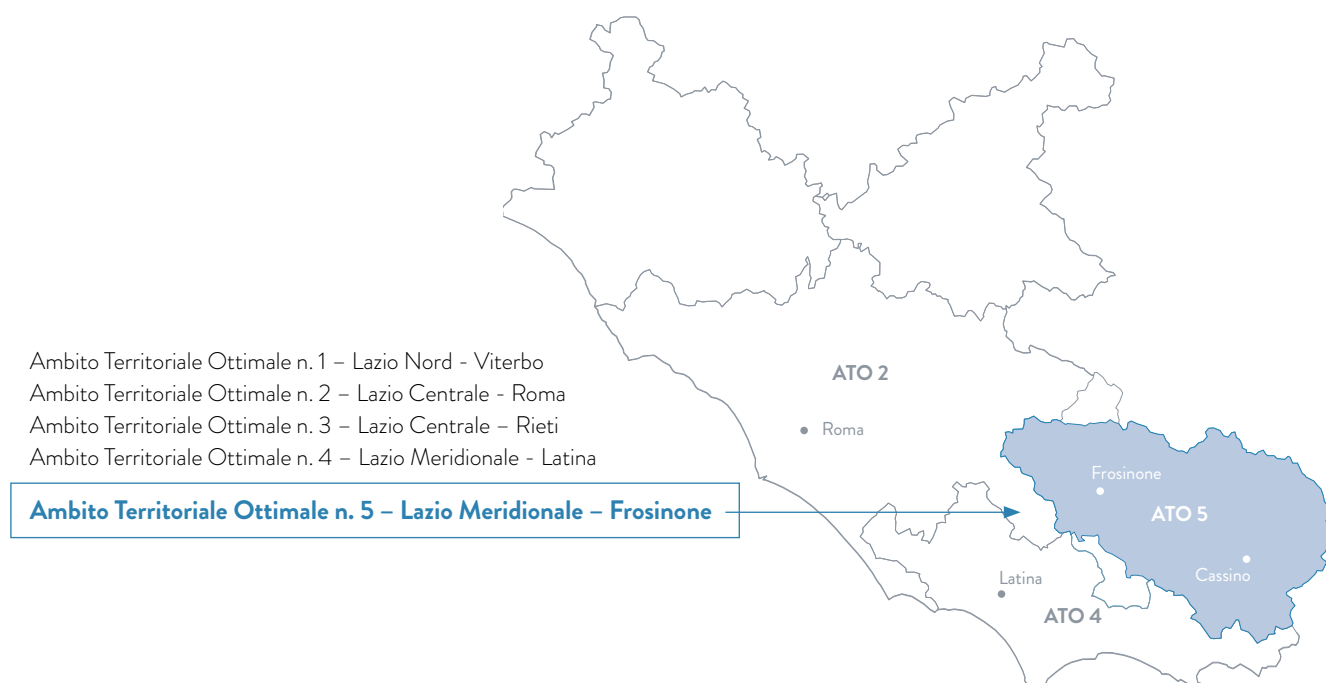 Ambito Territoriale Ottimale n. 1 – Lazio Nord - Viterbo
Ambito Territoriale Ottimale n. 2 – Lazio Centrale - Roma
Ambito Territoriale Ottimale n. 3 – Lazio Centrale – Rieti
Ambito Territoriale Ottimale n. 4 – Lazio Meridionale - Latina
Ambito Territoriale Ottimale n. 5 – Lazio Meridionale – Frosinone
ATO 2
Roma
Frosinone
ATO 5
Cassino
Latina
ATO 4